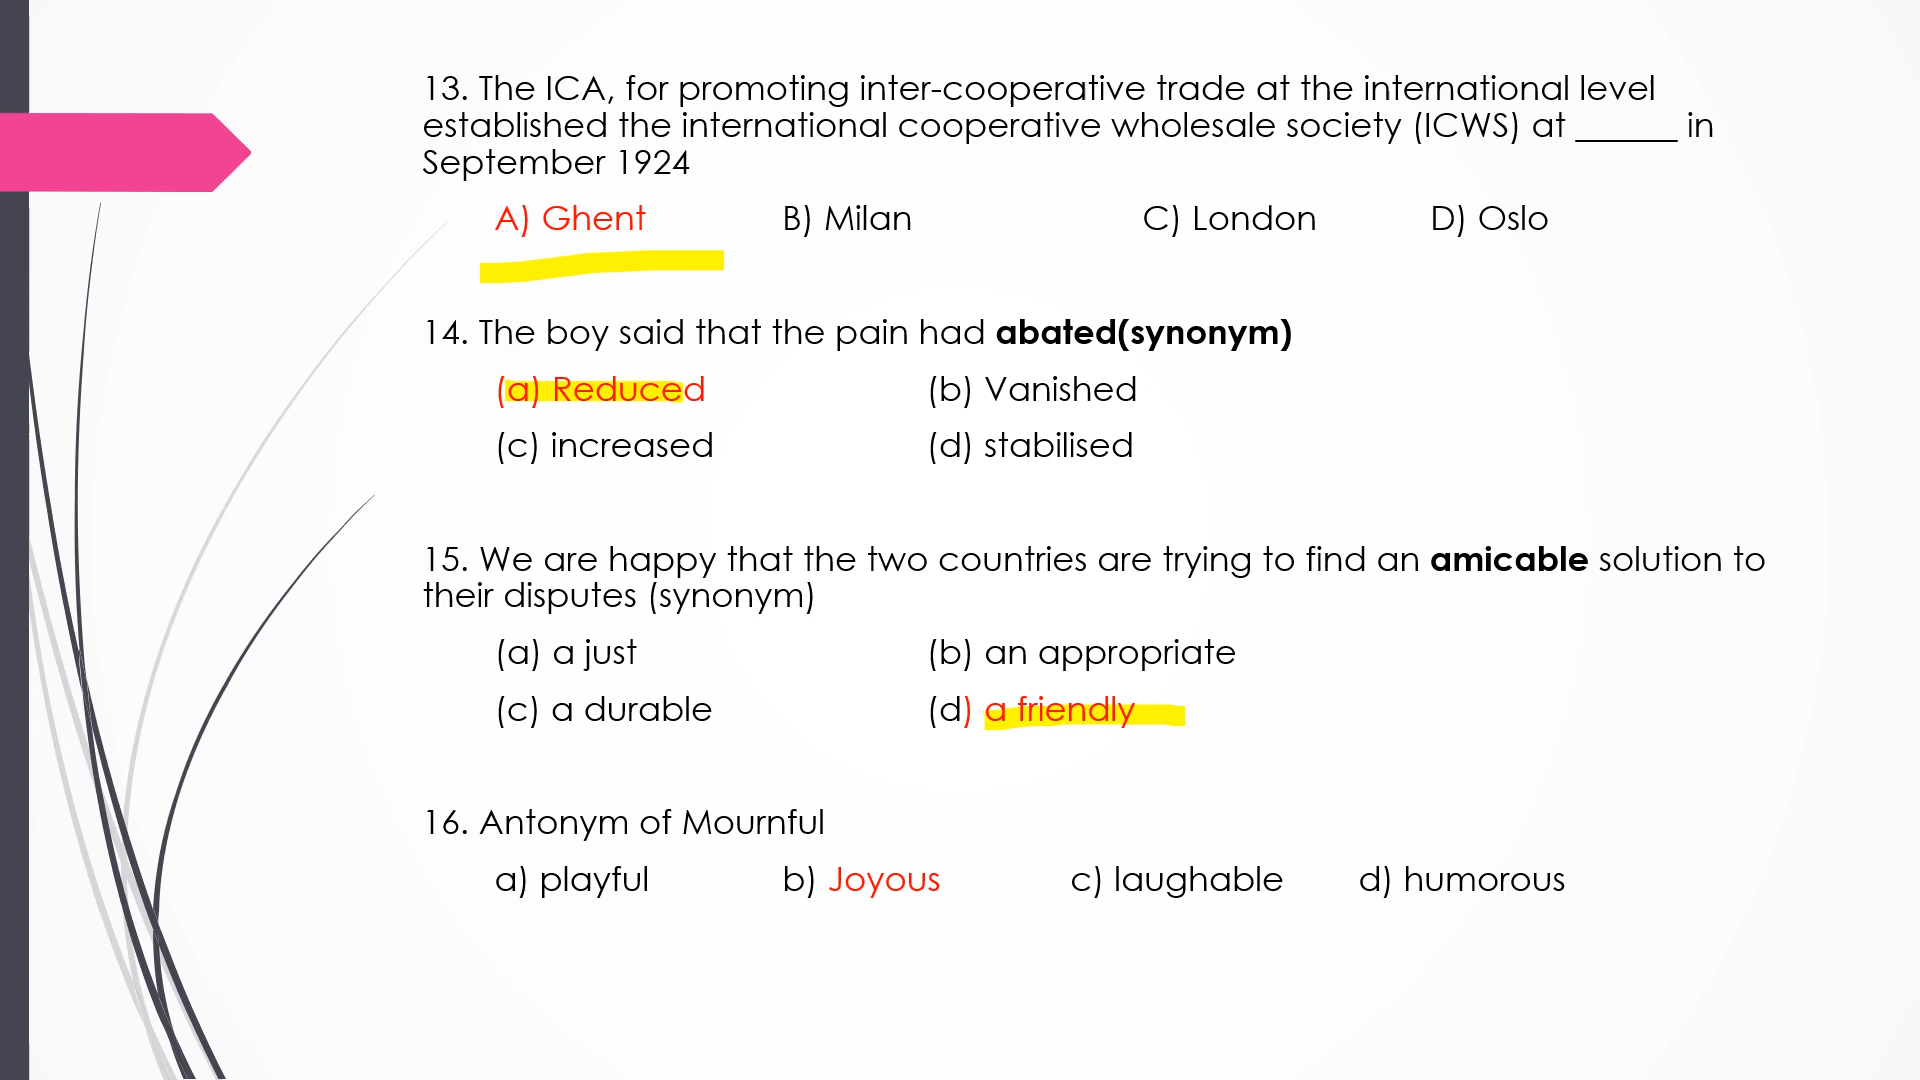 13. The ICA, for promoting inter-cooperative trade at the international level
established the international cooperative wholesale society (ICWS) at ______ in
September 1924
A) Ghent B) Milan C) London D) Oslo
14. The boy said that the pain had abated(synonym)
(a) Reduced (b) Vanished
(c) increased (d) stabilised
15. We are happy that the two countries are trying to find an amicable solution to
their disputes (synonym)
(a) a just (b) an appropriate
(c) a durable (d) a friendly
16. Antonym of Mournful
a) playful b) Joyous c) laughable d) humorous